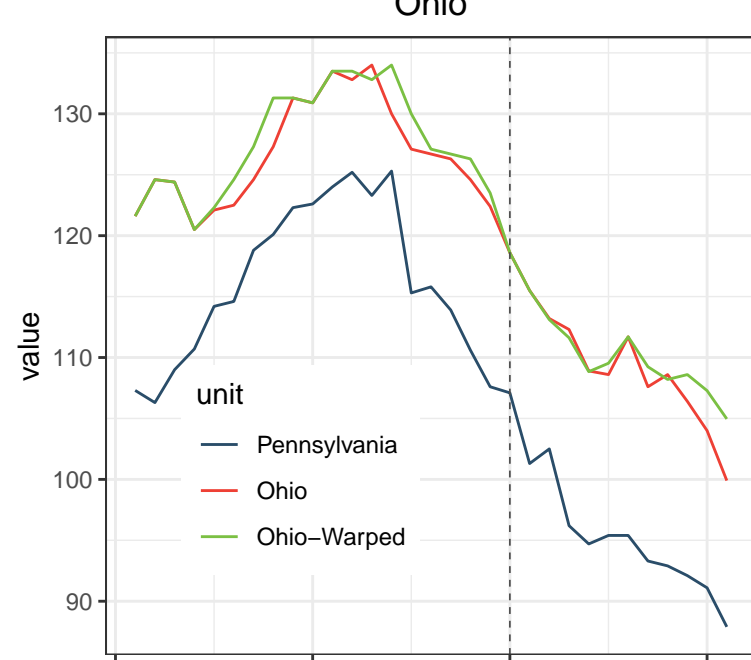 Ohio
130
120
110
100
90
value
unit
Pennsylvania
Ohio
Ohio−Warped